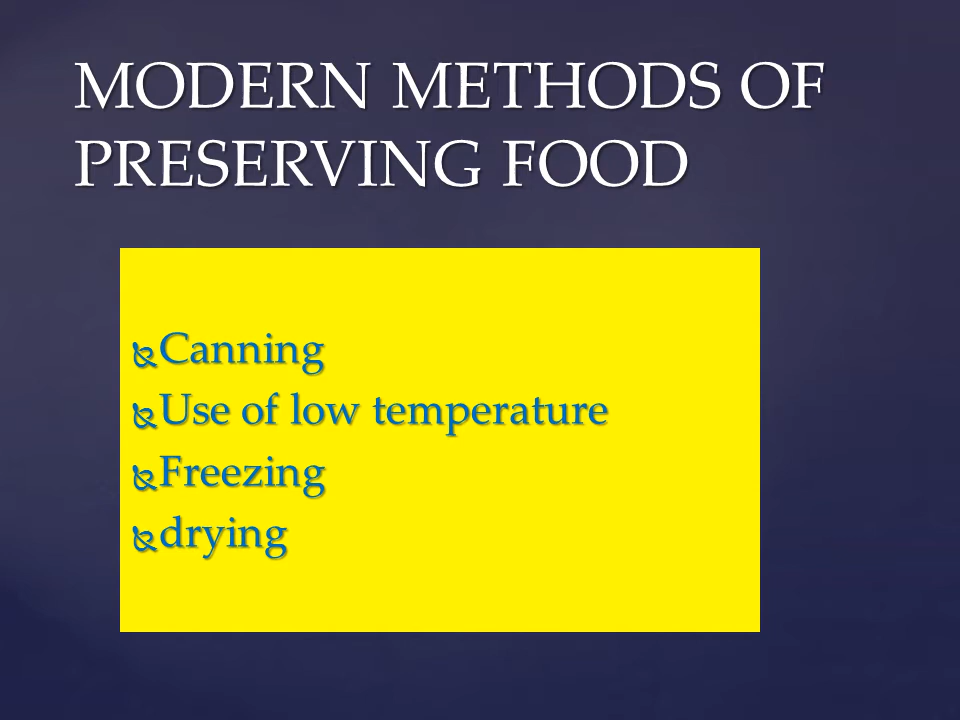 MODERN METHODS OF
PRESERVING FOOD
Canning
Use of low temperature
Freezing
drying